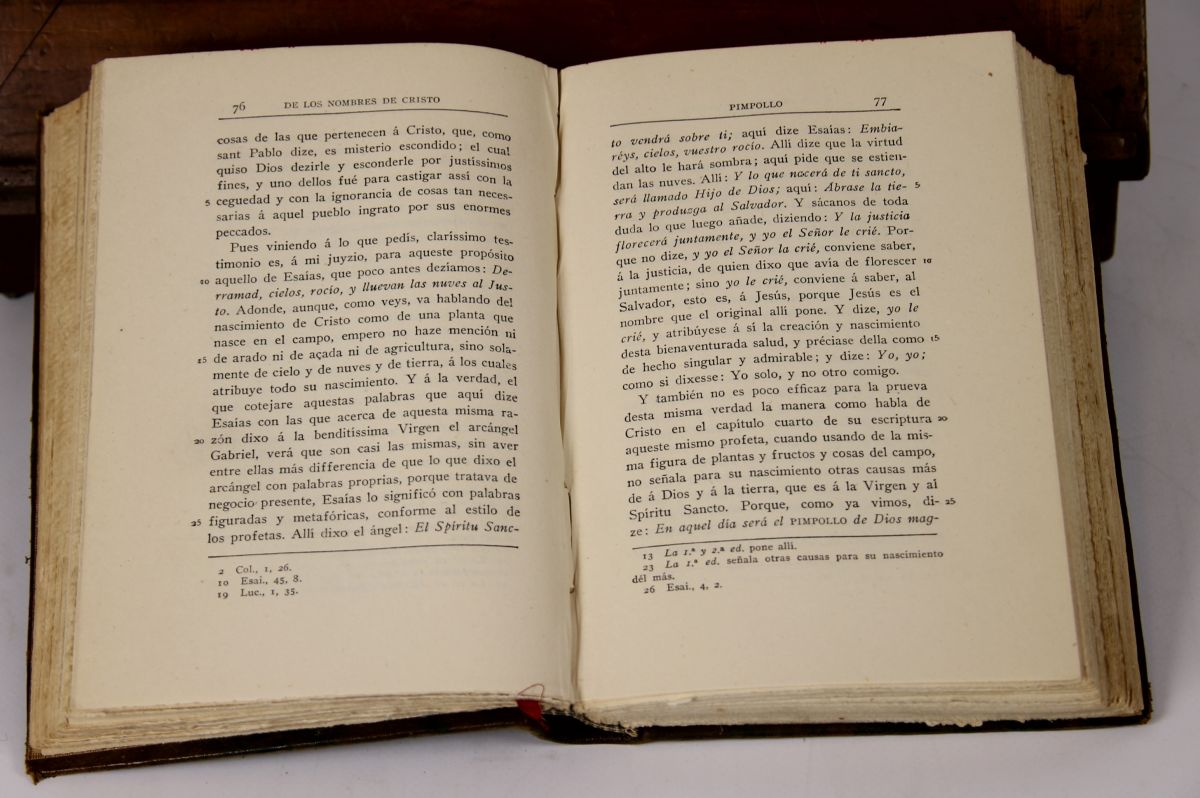 76 DE LOS NOMBRES DE CRISTO
cosas de las que pertenecen á Cristo, que, como
sant Pablo dize, es misterio escondido; el cual
quiso Dios dezirle y esconderle por justíssimos
fines, y uno dellos fué para castigar assí con la
5 ceguedad y con la ignorancia de cosas tan neces-
sarias á aquel pueblo ingrato por sus enormes
peccados.
Pues viniendo á lo que pedís, claríssimo tes-
timonio es, á mi juyzio, para aqueste propósito
10 aquello de Esaías, que poco antes dezíamos: De-
rramad, cielos, rocío, y lluevan las nuves al Jus-
to. Adonde, aunque, como veys, va hablando del
nascimiento de Cristo como de una planta que
nasce en el campo, empero no haze mención ni
15 de arado ni de açada ni de agricultura, sino sola-
mente de cielo y de nuves y de tierra, á los cuales
atribuye todo su nascimiento. Y á la verdad, el
que cotejare aquestas palabras que aquí dize
Esaías con las que acerca de aquesta misma ra-
20 zón dixo á la benditíssima Virgen el arcángel
Gabriel, verá que son casi las mismas, sin aver
entre ellas más differencia de que lo que dixo el
arcángel con palabras proprias, porque tratava de
negocio presente, Esaías lo significó con palabras
25 figuradas y metafóricas, conforme al estilo de
los profetas. Allí dixo el ángel: El Spíritu Sanc-
2 Col., 1, 26.
10 Esai., 45, 8.
19 Luc., 1, 35.
PIMPOLLO 77
to vendrá sobre ti; aquí dize Esaías: Embia-
réys, cielos, vuestro rocío. Allí dize que la virtud
del alto le hará sombra; aquí pide que se estien-
dan las nuves. Allí: Y lo que nacerá de ti sancto,
será llamado Hijo de Dios; aquí: Abrase la tie- 5
rra y produzga al Salvador. Y sácanos de toda
duda lo que luego añade, diziendo: Y la justicia
florecerá juntamente, y yo el Señor le crié. Por-
que no dize, y yo el Señor la crié, conviene saber,
á la justicia, de quien dixo que avía de florescer 10
juntamente; sino yo le crié, conviene á saber, al
Salvador, esto es, á Jesús, porque Jesús es el
nombre que el original allí pone. Y dize, yo le
crié, y atribúyese á sí la creación y nascimiento
desta bienaventurada salud, y préciase della como 15
de hecho singular y admirable; y dize: Yo, yo;
como si dixesse: Yo solo, y no otro comigo.
Y también no es poco efficaz para la prueva
desta misma verdad la manera como habla de
Cristo en el capítulo cuarto de su escriptura 20
aqueste mismo profeta, cuando usando de la mis-
ma figura de plantas y fructos y cosas del campo,
no señala para su nascimiento otras causas más
de á Dios y á la tierra, que es á la Virgen y al
Spíritu Sancto. Porque, como ya vimos, di- 25
ze: En aquel día será el PIMPOLLO de Dios mag-
13 La 1.ª y 2.ª ed. pone allí.
23 La 1.ª ed. señala otras causas para su nascimiento
dél más.
26 Esai., 4, 2.